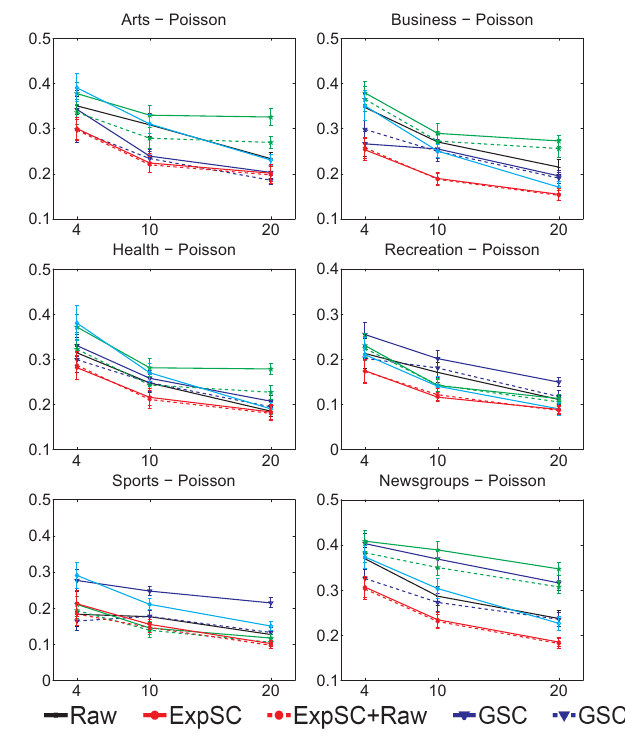 Arts − Poisson
0.5
0.4
0.3
0.2
0.1
4 10 20
Business − Poisson
0.5
0.4
0.3
0.2
0.1
4 10 20
Health − Poisson
0.5
0.4
0.3
0.2
0.1
4 10 20
Recreation − Poisson
0.4
0.3
0.2
0.1
0
4 10 20
Sports − Poisson
0.5
0.4
0.3
0.2
0.1
0
4 10 20
Newsgroups − Poisson
0.5
0.4
0.3
0.2
0.1
4 10 20
Raw ExpSC ExpSC+Raw GSC GSC